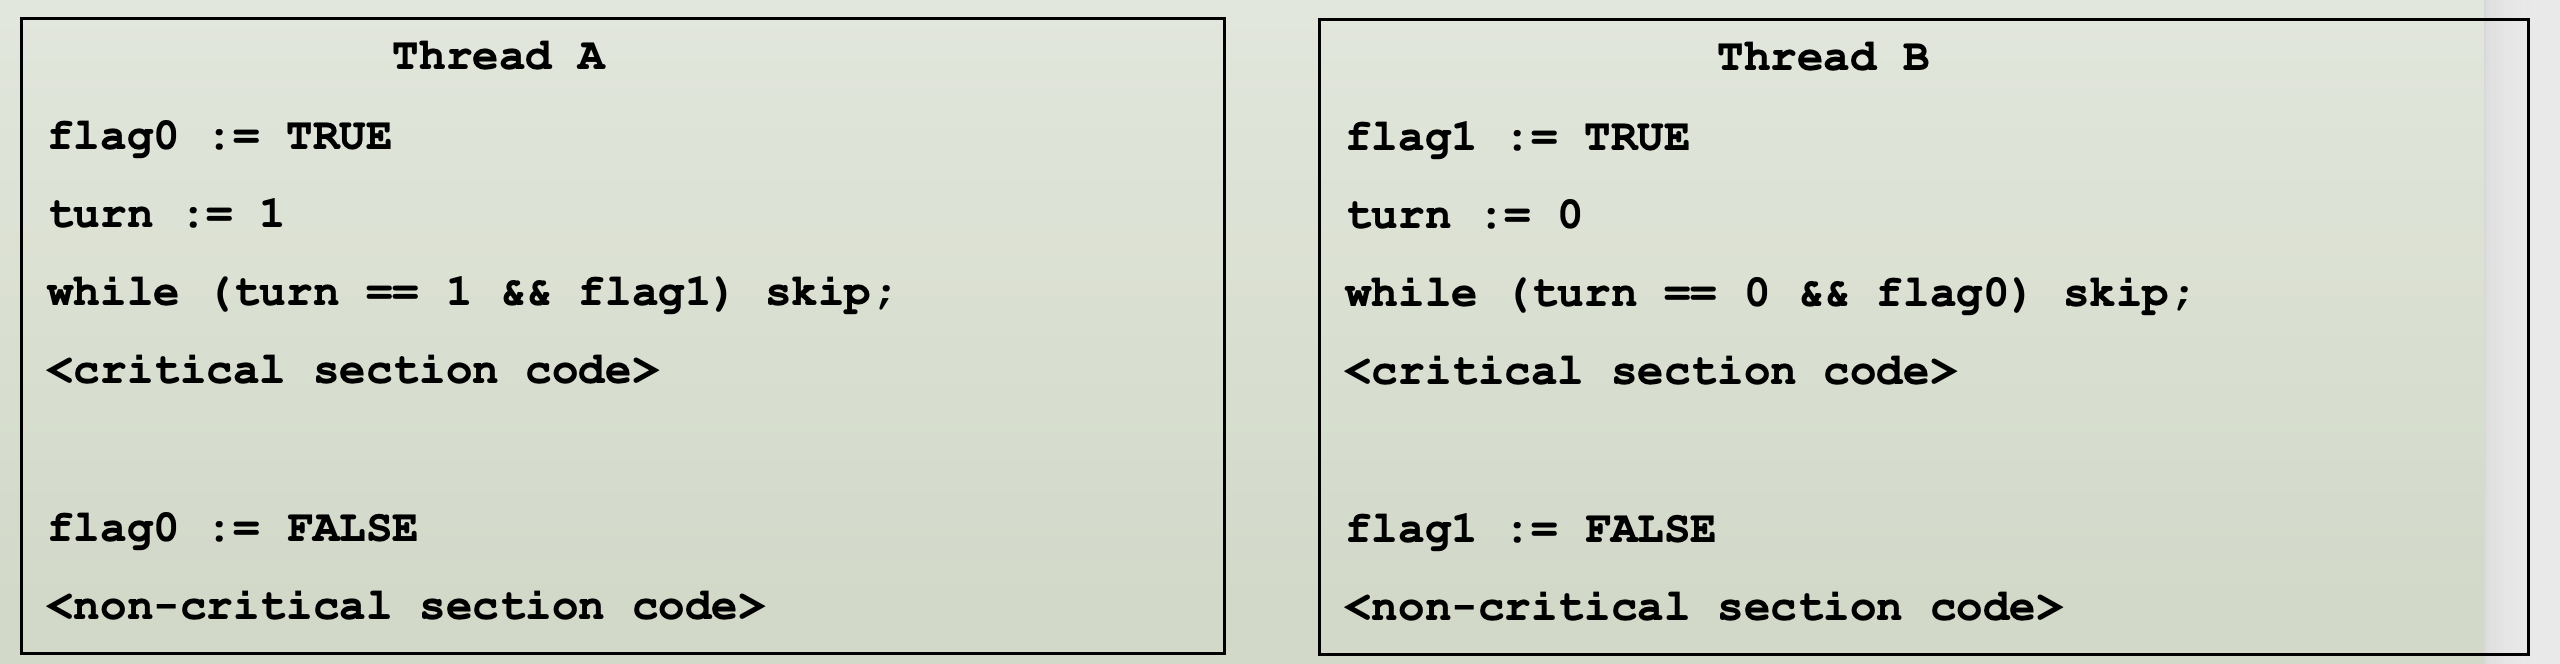 Thread A
flag0 := TRUE
turn := 1
while (turn == 1 && flag1) skip;
<critical section code>
flag0 := FALSE
<non-critical section code>
Thread B
flag1 := TRUE
turn := 0
while (turn == 0 && flag0) skip;
<critical section code>
flag1 := FALSE
<non-critical section code>